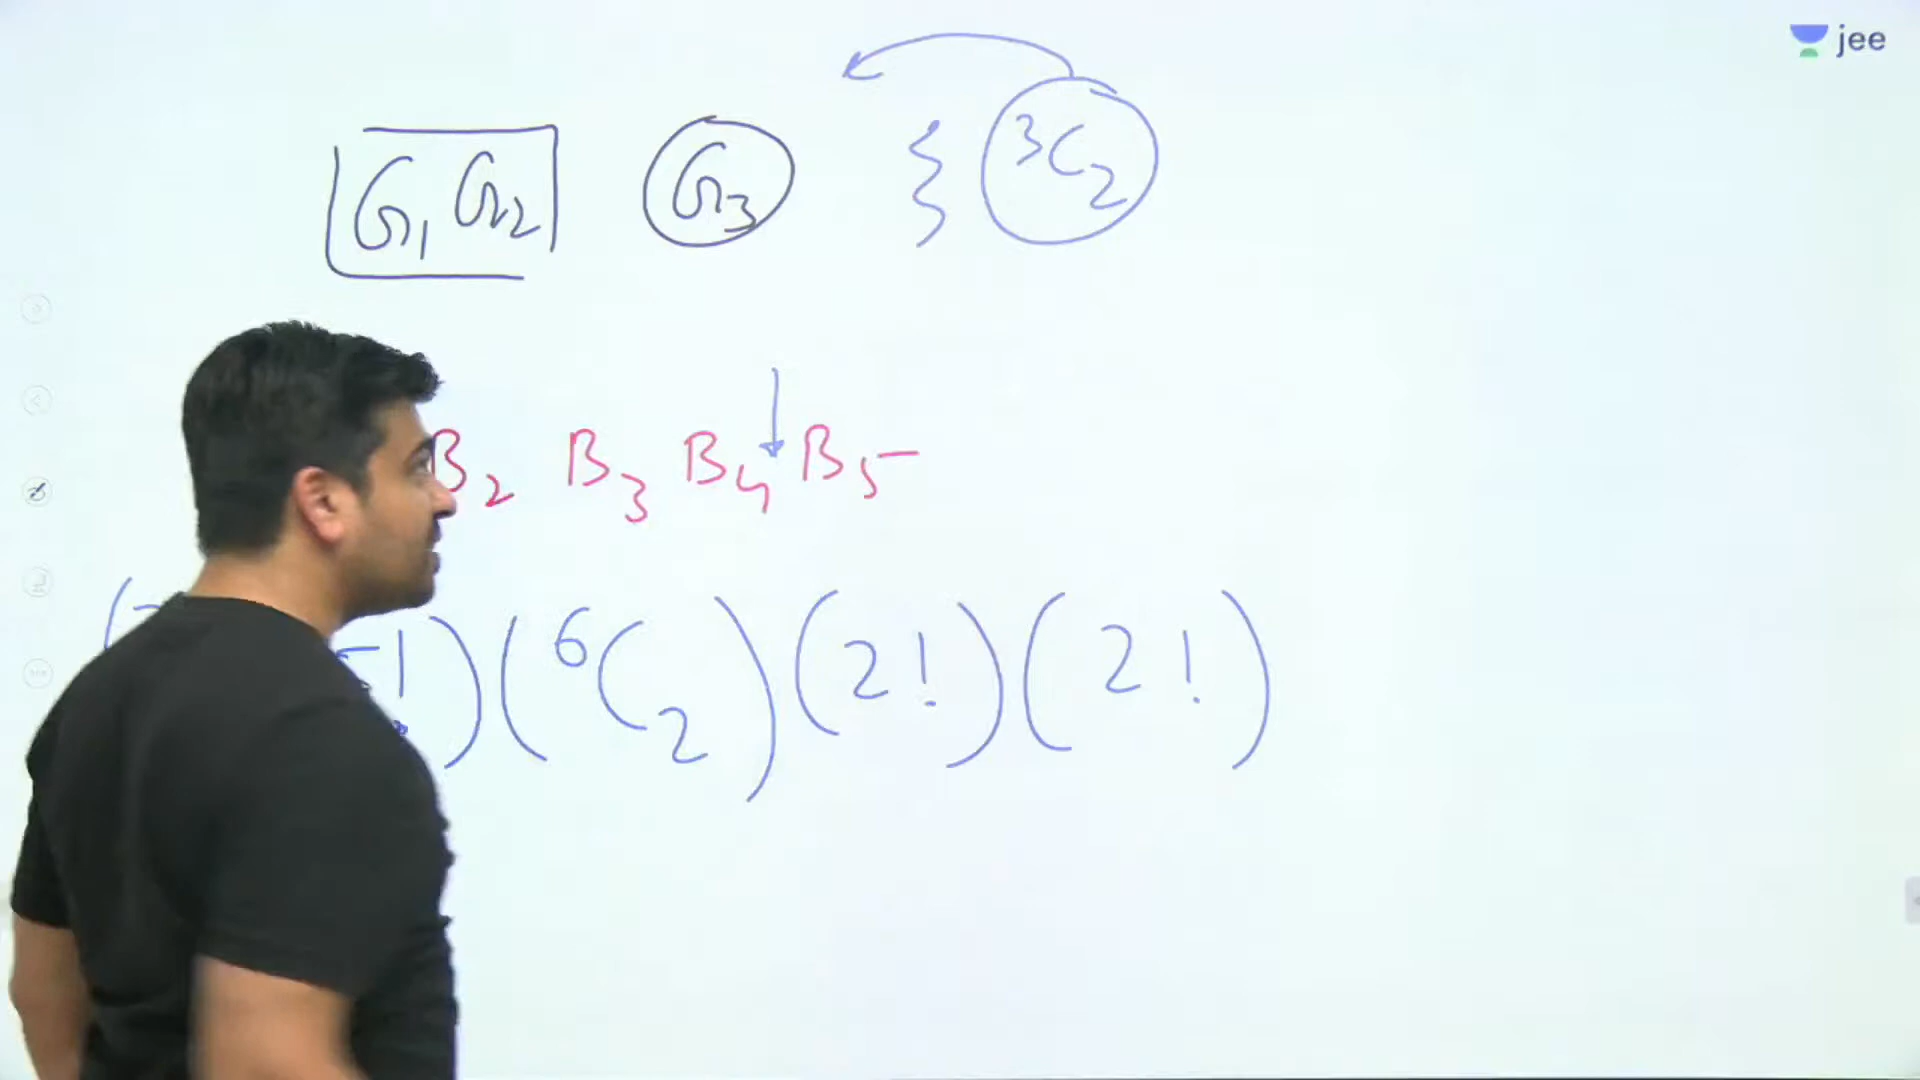 jee
G₁ G₂ G₃ } ³C₂
B₂ B₃ B₄ B₅
!) (⁶C₂) (2!) (2!)